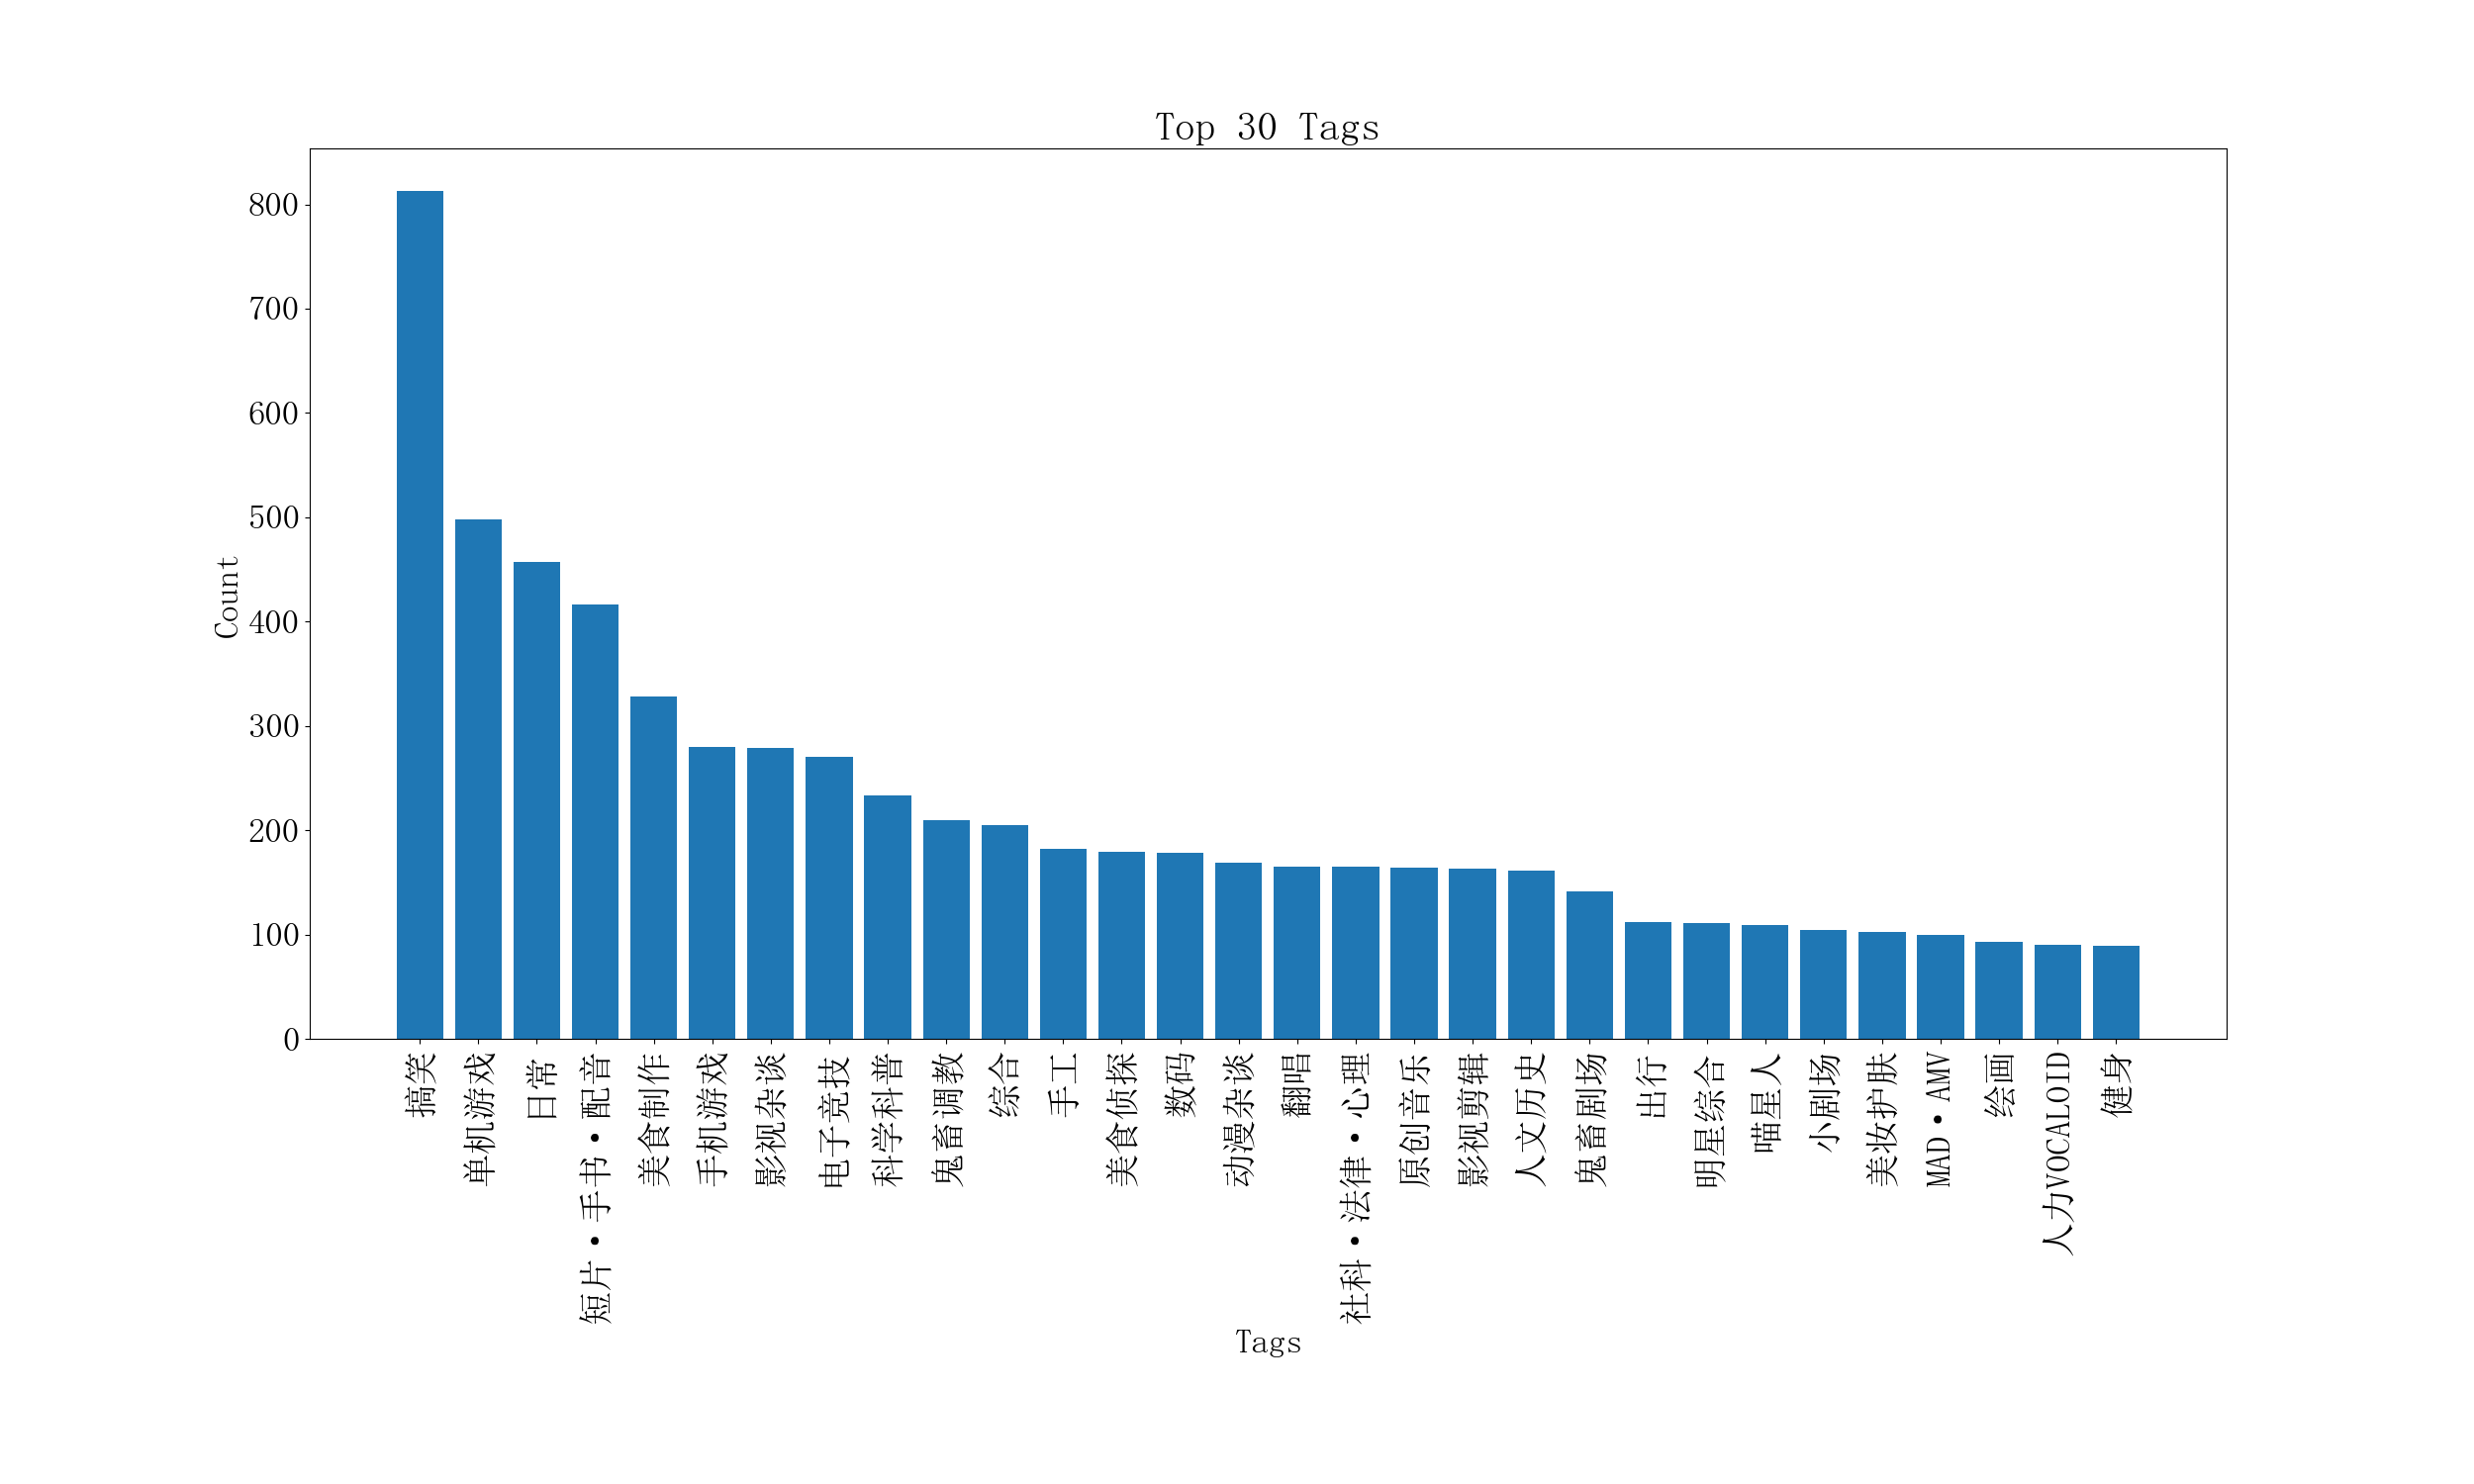 Top 30 Tags
Count
800
700
600
500
400
300
200
100
0
搞笑
单机游戏
日常
短片·手书·配音
美食制作
手机游戏
影视杂谈
电子竞技
科学科普
鬼畜调教
综合
手工
美食侦探
数码
动漫杂谈
翻唱
社科·法律·心理
原创音乐
影视剪辑
人文历史
鬼畜剧场
出行
明星综合
喵星人
小剧场
美妆护肤
MAD·AMV
绘画
人力VOCALOID
健身
Tags